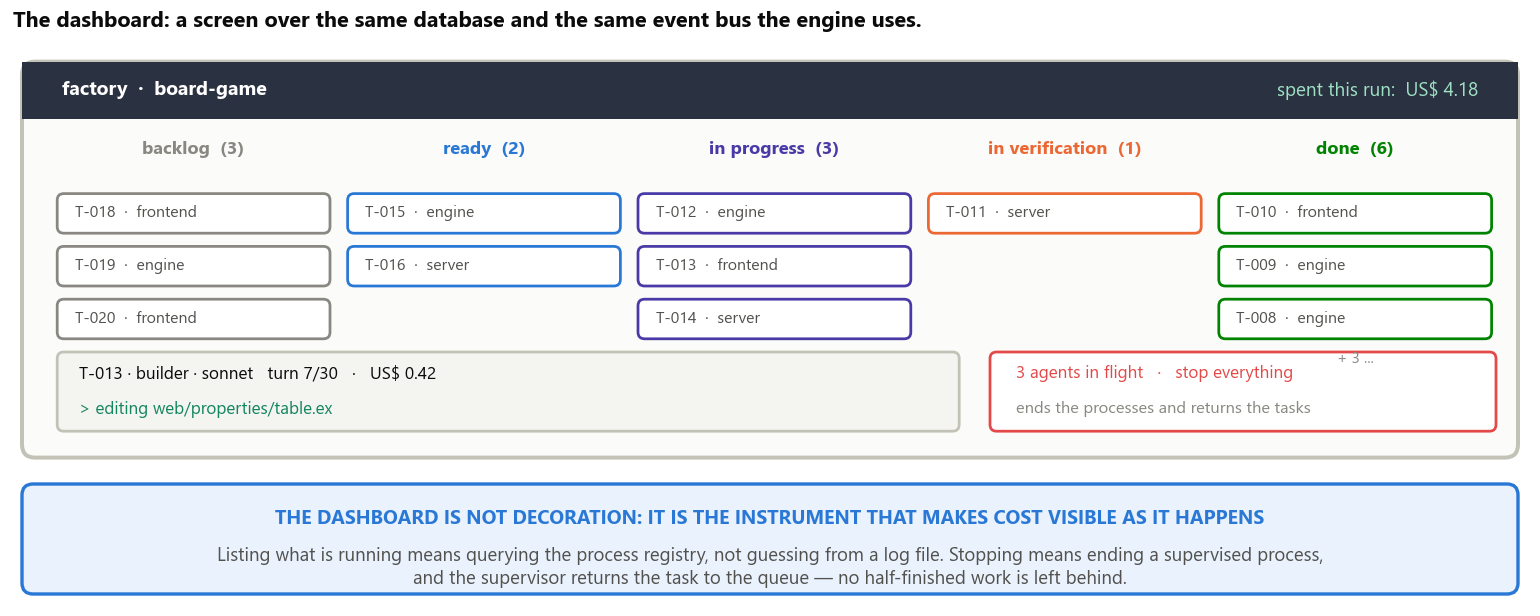 The dashboard: a screen over the same database and the same event bus the engine uses.
factory · board-game
spent this run: US$ 4.18
backlog (3)
ready (2)
in progress (3)
in verification (1)
done (6)
T-018 · frontend
T-015 · engine
T-012 · engine
T-011 · server
T-010 · frontend
T-019 · engine
T-016 · server
T-013 · frontend
T-009 · engine
T-020 · frontend
T-014 · server
T-008 · engine
+ 3 ...
T-013 · builder · sonnet turn 7/30 · US$ 0.42
> editing web/properties/table.ex
3 agents in flight · stop everything
ends the processes and returns the tasks
THE DASHBOARD IS NOT DECORATION: IT IS THE INSTRUMENT THAT MAKES COST VISIBLE AS IT HAPPENS
Listing what is running means querying the process registry, not guessing from a log file. Stopping means ending a supervised process,
and the supervisor returns the task to the queue — no half-finished work is left behind.